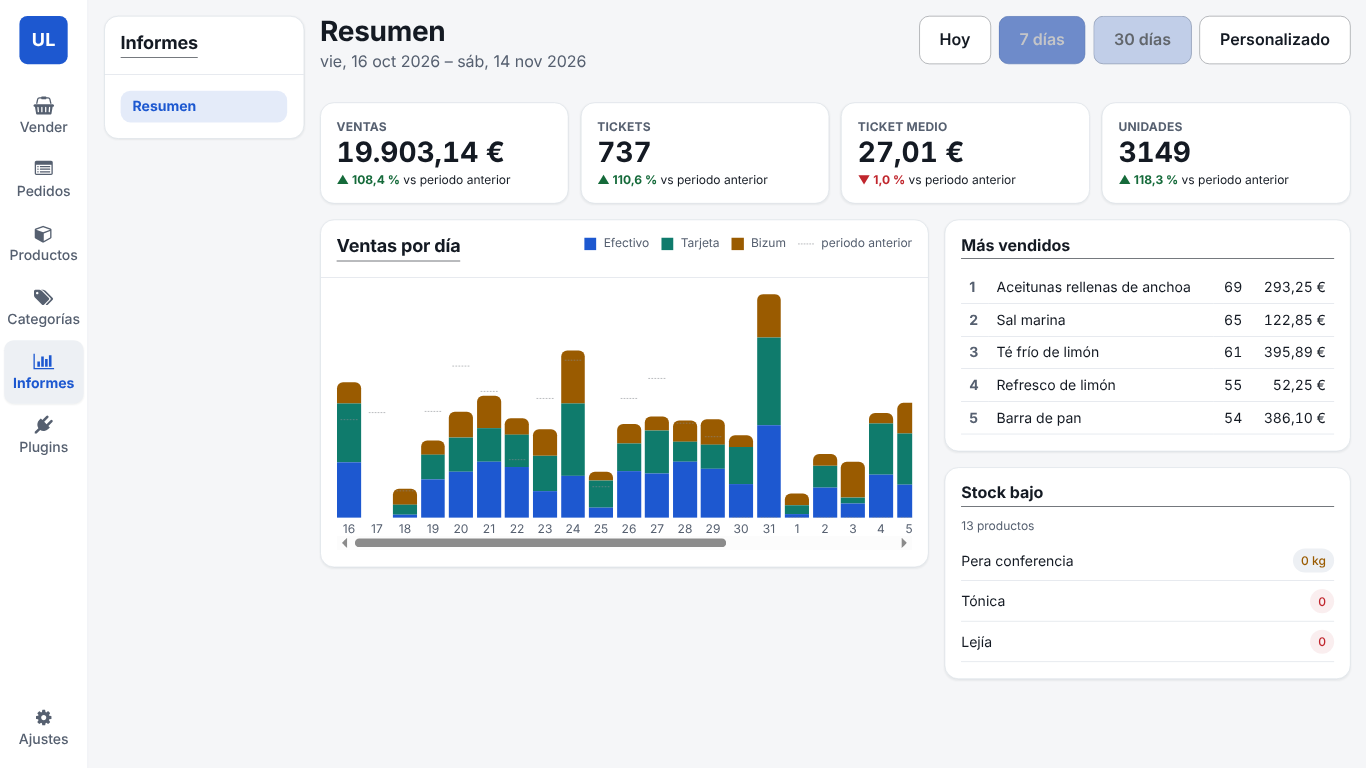 UL
Vender
Pedidos
Productos
Categorías
Informes
Plugins
Ajustes
Informes
Resumen
Resumen
vie, 16 oct 2026 – sáb, 14 nov 2026
Hoy
7 días
30 días
Personalizado
VENTAS
19.903,14 €
▲ 108,4 % vs periodo anterior
TICKETS
737
▲ 110,6 % vs periodo anterior
TICKET MEDIO
27,01 €
▼ 1,0 % vs periodo anterior
UNIDADES
3149
▲ 118,3 % vs periodo anterior
Ventas por día
Efectivo Tarjeta Bizum periodo anterior
16 17 18 19 20 21 22 23 24 25 26 27 28 29 30 31 1 2 3 4 5
Más vendidos
1 Aceitunas rellenas de anchoa 69 293,25 €
2 Sal marina 65 122,85 €
3 Té frío de limón 61 395,89 €
4 Refresco de limón 55 52,25 €
5 Barra de pan 54 386,10 €
Stock bajo
13 productos
Pera conferencia 0 kg
Tónica 0
Lejía 0